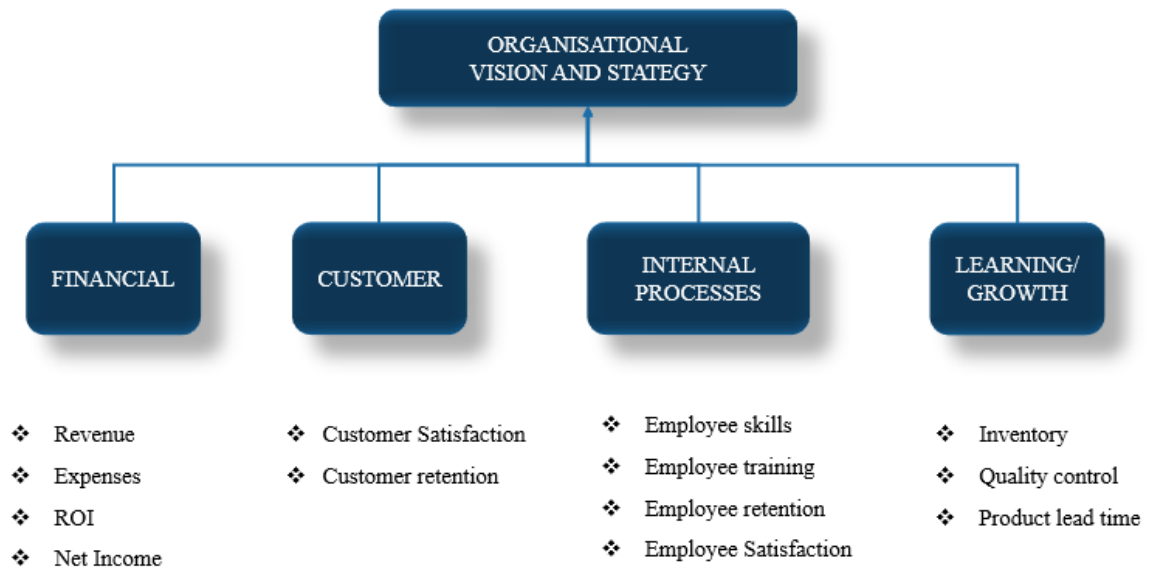 ORGANISATIONAL
VISION AND STATEGY
FINANCIAL
CUSTOMER
INTERNAL
PROCESSES
LEARNING/
GROWTH
❖ Revenue
❖ Expenses
❖ ROI
❖ Net Income
❖ Customer Satisfaction
❖ Customer retention
❖ Employee skills
❖ Employee training
❖ Employee retention
❖ Employee Satisfaction
❖ Inventory
❖ Quality control
❖ Product lead time